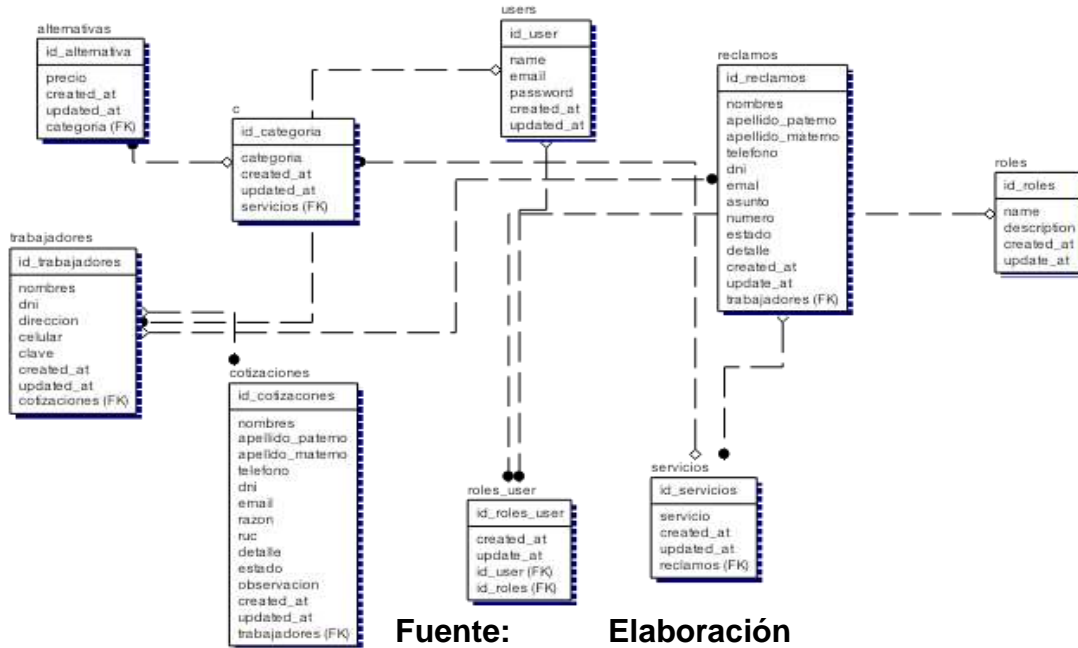 alternativas
id_alternativa
precio
created_at
updated_at
categoria (FK)
users
id_user
name
email
password
created_at
updated_at
c
id_categoria
categoria
created_at
updated_at
servicios (FK)
reclamos
id_reclamos
nombres
apellido_paterno
apellido_materno
telefono
dni
emal
asunto
numero
estado
detalle
created_at
update_at
trabajadores (FK)
roles
id_roles
name
description
created_at
update_at
trabajadores
id_trabajadores
nombres
dni
direccion
celular
clave
created_at
updated_at
cotizaciones (FK)
cotizaciones
id_cotizacones
nombres
apellido_paterno
apellido_materno
telefono
dni
email
razon
ruc
detalle
estado
observacion
created_at
updated_at
trabajadores (FK)
roles_user
id_roles_user
created_at
update_at
id_user (FK)
id_roles (FK)
servicios
id_servicios
servicio
created_at
updated_at
reclamos (FK)
Fuente: Elaboración